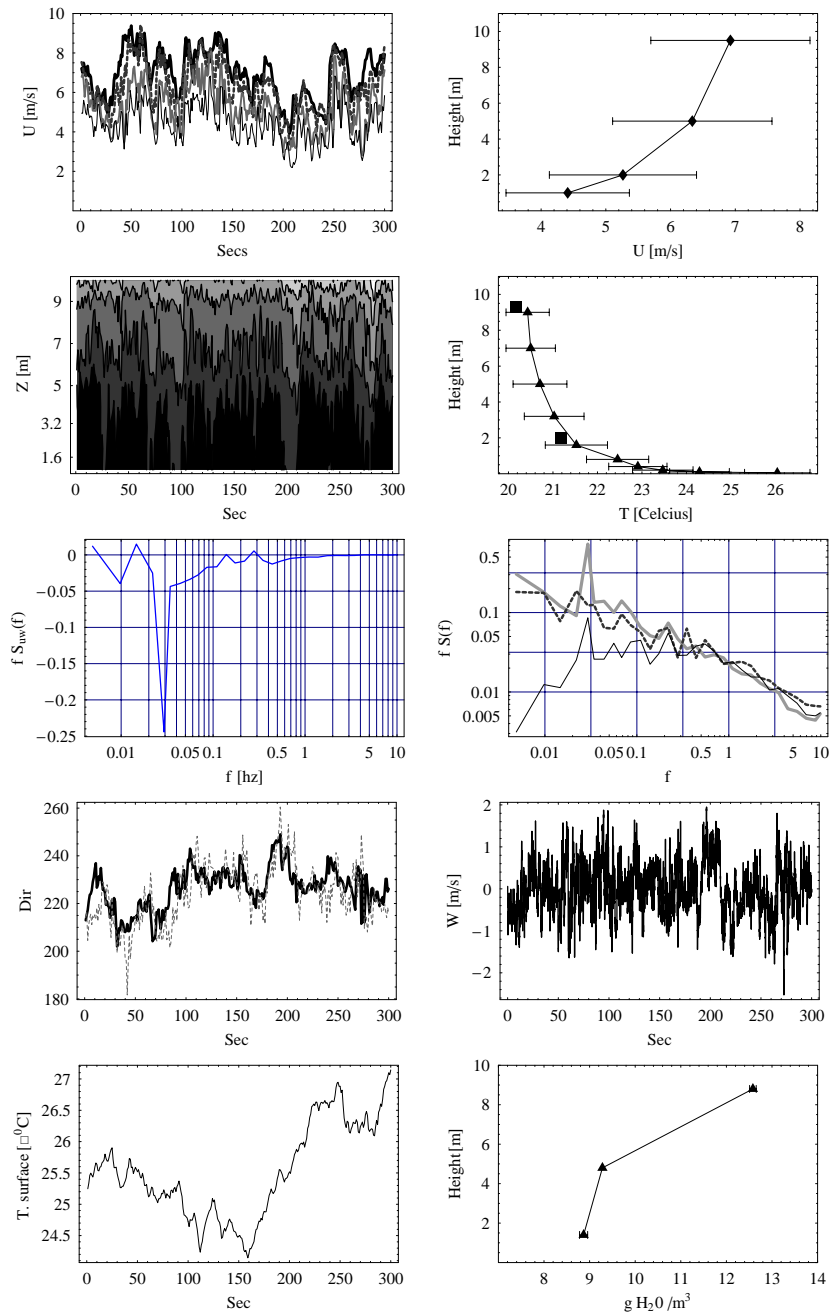 10
8
6
4
2
U [m/s]
0 50 100 150 200 250 300
Secs
10
8
6
4
2
Height [m]
4 5 6 7 8
U [m/s]
9
7
5
3.2
1.6
Z [m]
0 50 100 150 200 250 300
Sec
10
8
6
4
2
Height [m]
20 21 22 23 24 25 26
T [Celcius]
0
−0.05
−0.1
−0.15
−0.2
−0.25
f Suw(f)
0.01 0.05 0.1 0.5 1 5 10
f [hz]
0.5
0.1
0.05
0.01
0.005
f S(f)
0.01 0.05 0.1 0.5 1 5 10
f
260
240
220
200
180
Dir
0 50 100 150 200 250 300
Sec
2
1
0
−1
−2
W [m/s]
0 50 100 150 200 250 300
Sec
27
26.5
26
25.5
25
24.5
T. surface [□⁰C]
0 50 100 150 200 250 300
Sec
10
8
6
4
2
Height [m]
8 9 10 11 12 13 14
g H₂0 /m³